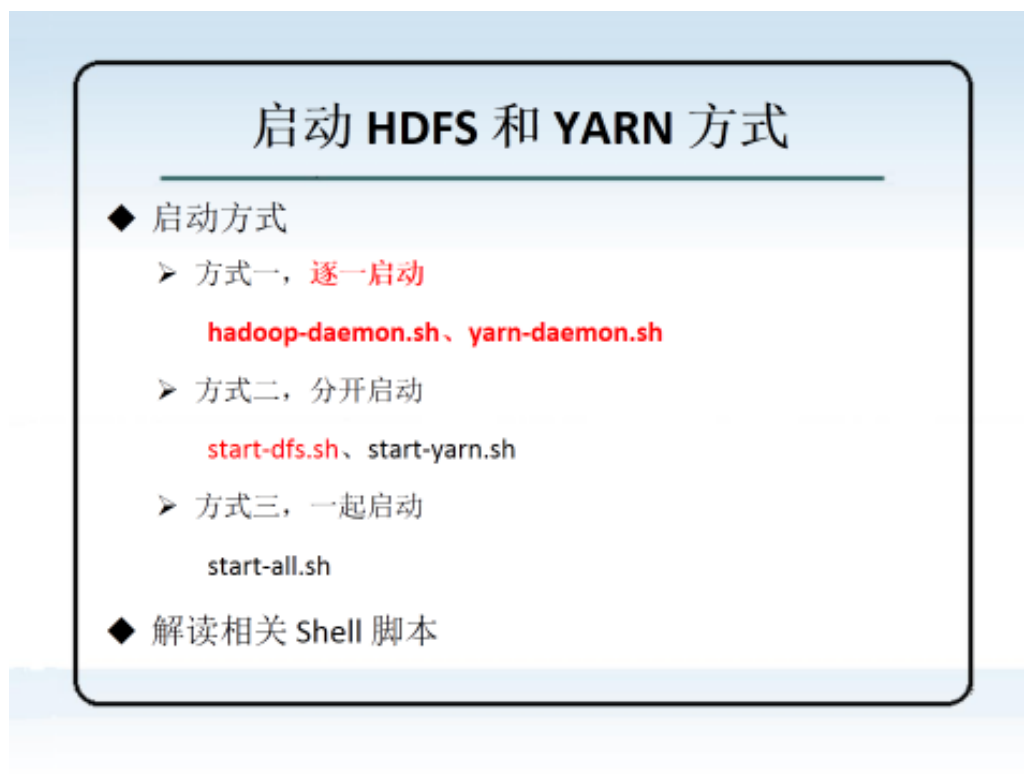 启动 HDFS 和 YARN 方式
启动方式
方式一，逐一启动
hadoop-daemon.sh、yarn-daemon.sh
方式二，分开启动
start-dfs.sh、start-yarn.sh
方式三，一起启动
start-all.sh
解读相关 Shell 脚本